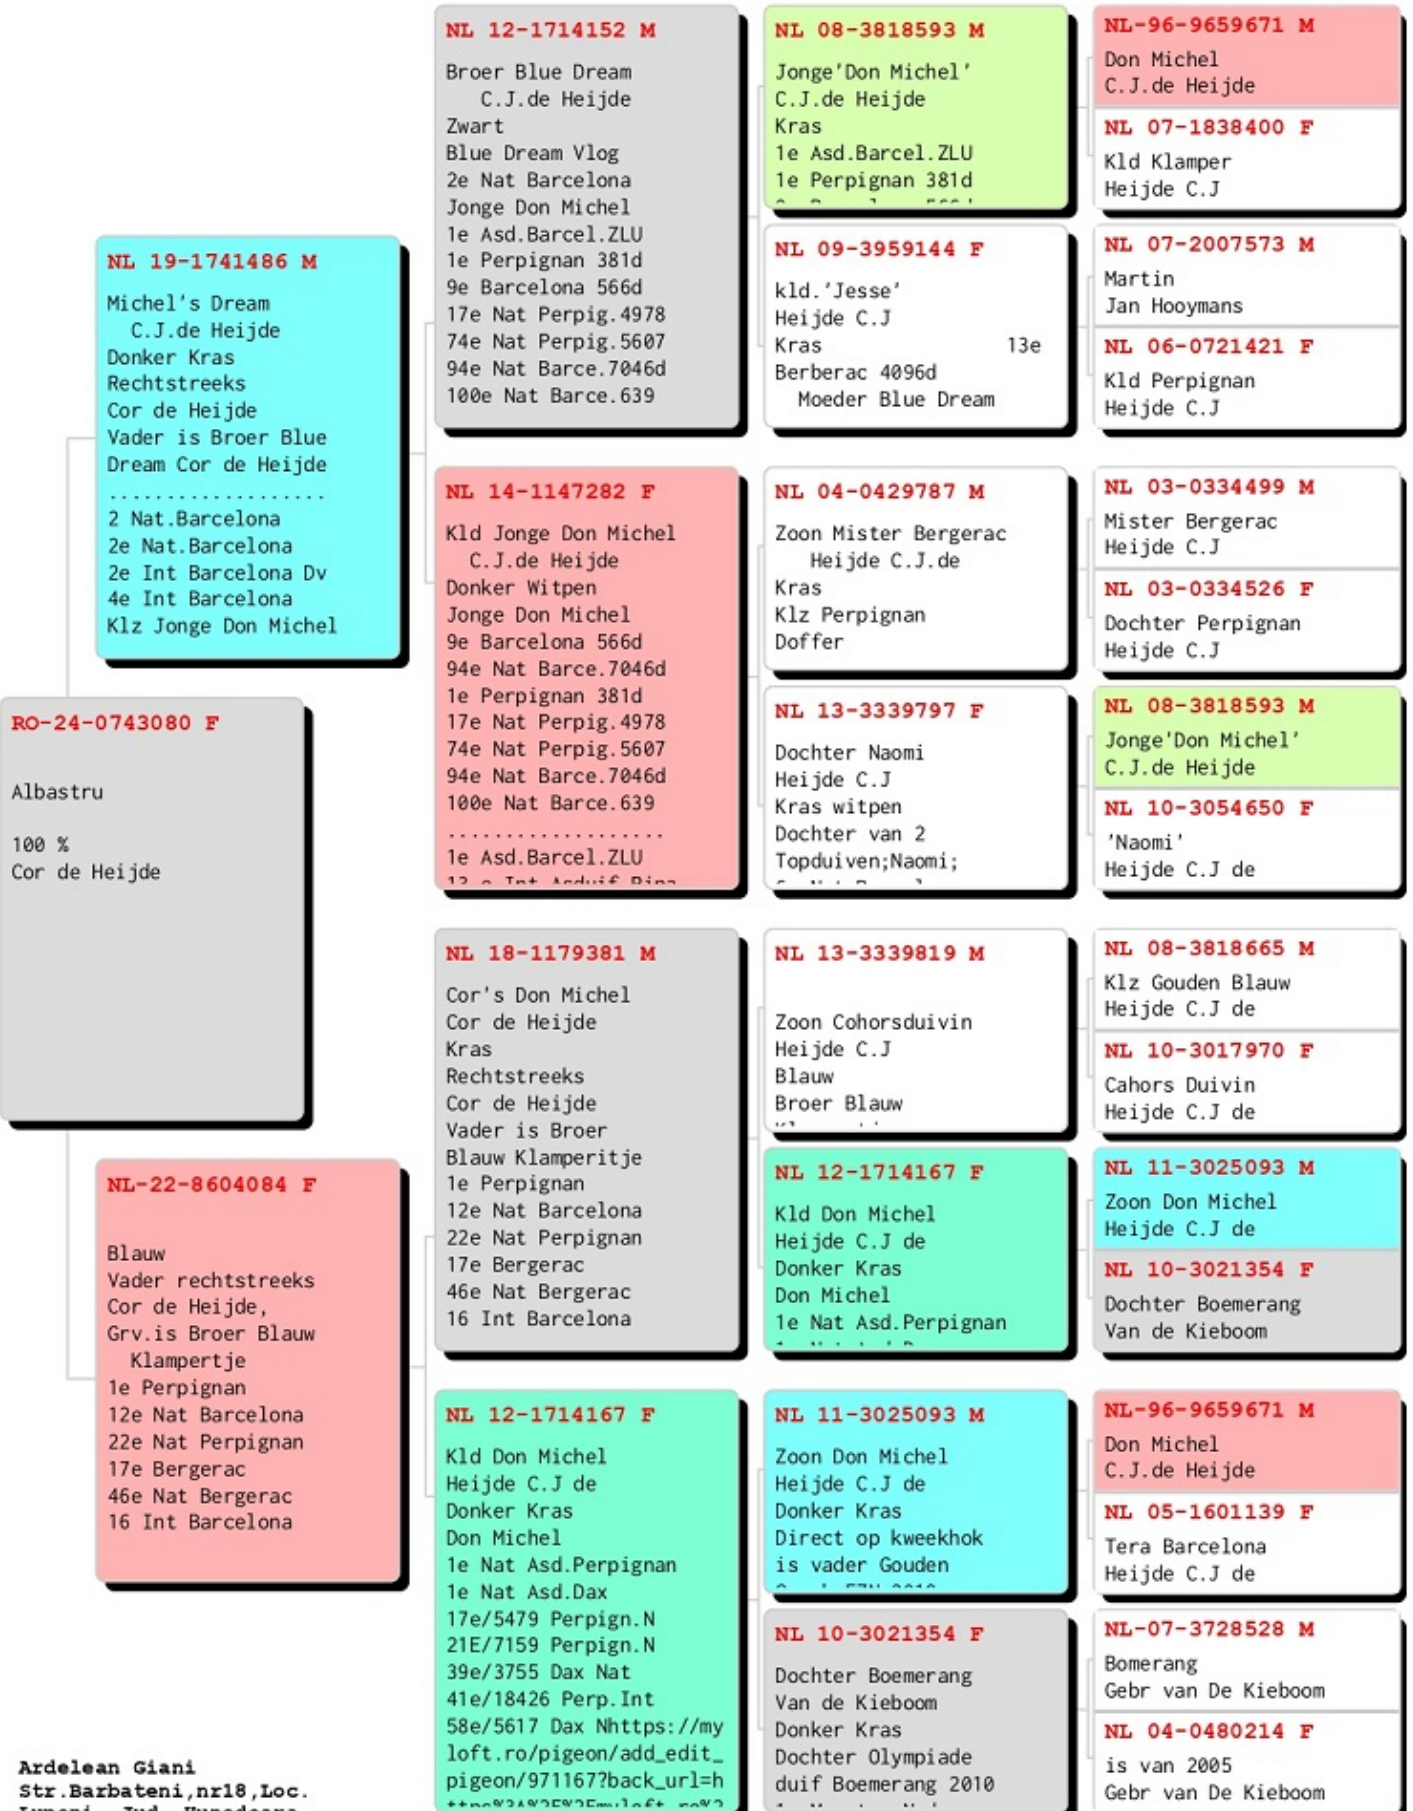 NL 12-1714152 M
Broer Blue Dream
C.J.de Heijde
Zwart
Blue Dream Vlog
2e Nat Barcelona
Jonge Don Michel
1e Asd.Barcel.ZLU
1e Perpignan 381d
9e Barcelona 566d
17e Nat Perpig.4978
74e Nat Perpig.5607
94e Nat Barce.7046d
100e Nat Barce.639
NL 08-3818593 M
Jonge'Don Michel'
C.J.de Heijde
Kras
1e Asd.Barcel.ZLU
1e Perpignan 381d
NL-96-9659671 M
Don Michel
C.J.de Heijde
NL 07-1838400 F
Kld Klamper
Heijde C.J
NL 09-3959144 F
kld.'Jesse'
Heijde C.J
Kras 13e
Berberac 4096d
Moeder Blue Dream
NL 07-2007573 M
Martin
Jan Hooymans
NL 06-0721421 F
Kld Perpignan
Heijde C.J
NL 19-1741486 M
Michel's Dream
C.J.de Heijde
Donker Kras
Rechtstreeks
Cor de Heijde
Vader is Broer Blue
Dream Cor de Heijde
...................
2 Nat.Barcelona
2e Nat.Barcelona
2e Int Barcelona Dv
4e Int Barcelona
Klz Jonge Don Michel
NL 14-1147282 F
Kld Jonge Don Michel
C.J.de Heijde
Donker Witpen
Jonge Don Michel
9e Barcelona 566d
94e Nat Barce.7046d
1e Perpignan 381d
17e Nat Perpig.4978
74e Nat Perpig.5607
94e Nat Barce.7046d
100e Nat Barce.639
...................
1e Asd.Barcel.ZLU
NL 04-0429787 M
Zoon Mister Bergerac
Heijde C.J.de
Kras
Klz Perpignan
Doffer
NL 03-0334499 M
Mister Bergerac
Heijde C.J
NL 03-0334526 F
Dochter Perpignan
Heijde C.J
NL 13-3339797 F
Dochter Naomi
Heijde C.J
Kras witpen
Dochter van 2
Topduiven;Naomi;
NL 08-3818593 M
Jonge'Don Michel'
C.J.de Heijde
NL 10-3054650 F
'Naomi'
Heijde C.J de
RO-24-0743080 F
Albastru
100 %
Cor de Heijde
NL 18-1179381 M
Cor's Don Michel
Cor de Heijde
Kras
Rechtstreeks
Cor de Heijde
Vader is Broer
Blauw Klamperitje
1e Perpignan
12e Nat Barcelona
22e Nat Perpignan
17e Bergerac
46e Nat Bergerac
16 Int Barcelona
NL 13-3339819 M
Zoon Cohorsduivin
Heijde C.J
Blauw
Broer Blauw
NL 08-3818665 M
Klz Gouden Blauw
Heijde C.J de
NL 10-3017970 F
Cahors Duivin
Heijde C.J de
NL 12-1714167 F
Kld Don Michel
Heijde C.J de
Donker Kras
Don Michel
1e Nat Asd.Perpignan
NL 11-3025093 M
Zoon Don Michel
Heijde C.J de
NL 10-3021354 F
Dochter Boemerang
Van de Kieboom
NL-22-8604084 F
Blauw
Vader rechtstreeks
Cor de Heijde,
Grv.is Broer Blauw
Klampertje
1e Perpignan
12e Nat Barcelona
22e Nat Perpignan
17e Bergerac
46e Nat Bergerac
16 Int Barcelona
NL 12-1714167 F
Kld Don Michel
Heijde C.J de
Donker Kras
Don Michel
1e Nat Asd.Perpignan
1e Nat Asd.Dax
17e/5479 Perpign.N
21E/7159 Perpign.N
39e/3755 Dax Nat
41e/18426 Perp.Int
58e/5617 Dax Nhttps://my
loft.ro/pigeon/add_edit_
pigeon/971167?back_url=h
NL 11-3025093 M
Zoon Don Michel
Heijde C.J de
Donker Kras
Direct op kweekhok
is vader Gouden
NL-96-9659671 M
Don Michel
C.J.de Heijde
NL 05-1601139 F
Tera Barcelona
Heijde C.J de
NL 10-3021354 F
Dochter Boemerang
Van de Kieboom
Donker Kras
Dochter Olympiade
duif Boemerang 2010
NL-07-3728528 M
Bomerang
Gebr van De Kieboom
NL 04-0480214 F
is van 2005
Gebr van De Kieboom
Ardelean Giani
Str.Barbateni,nr18,Loc.